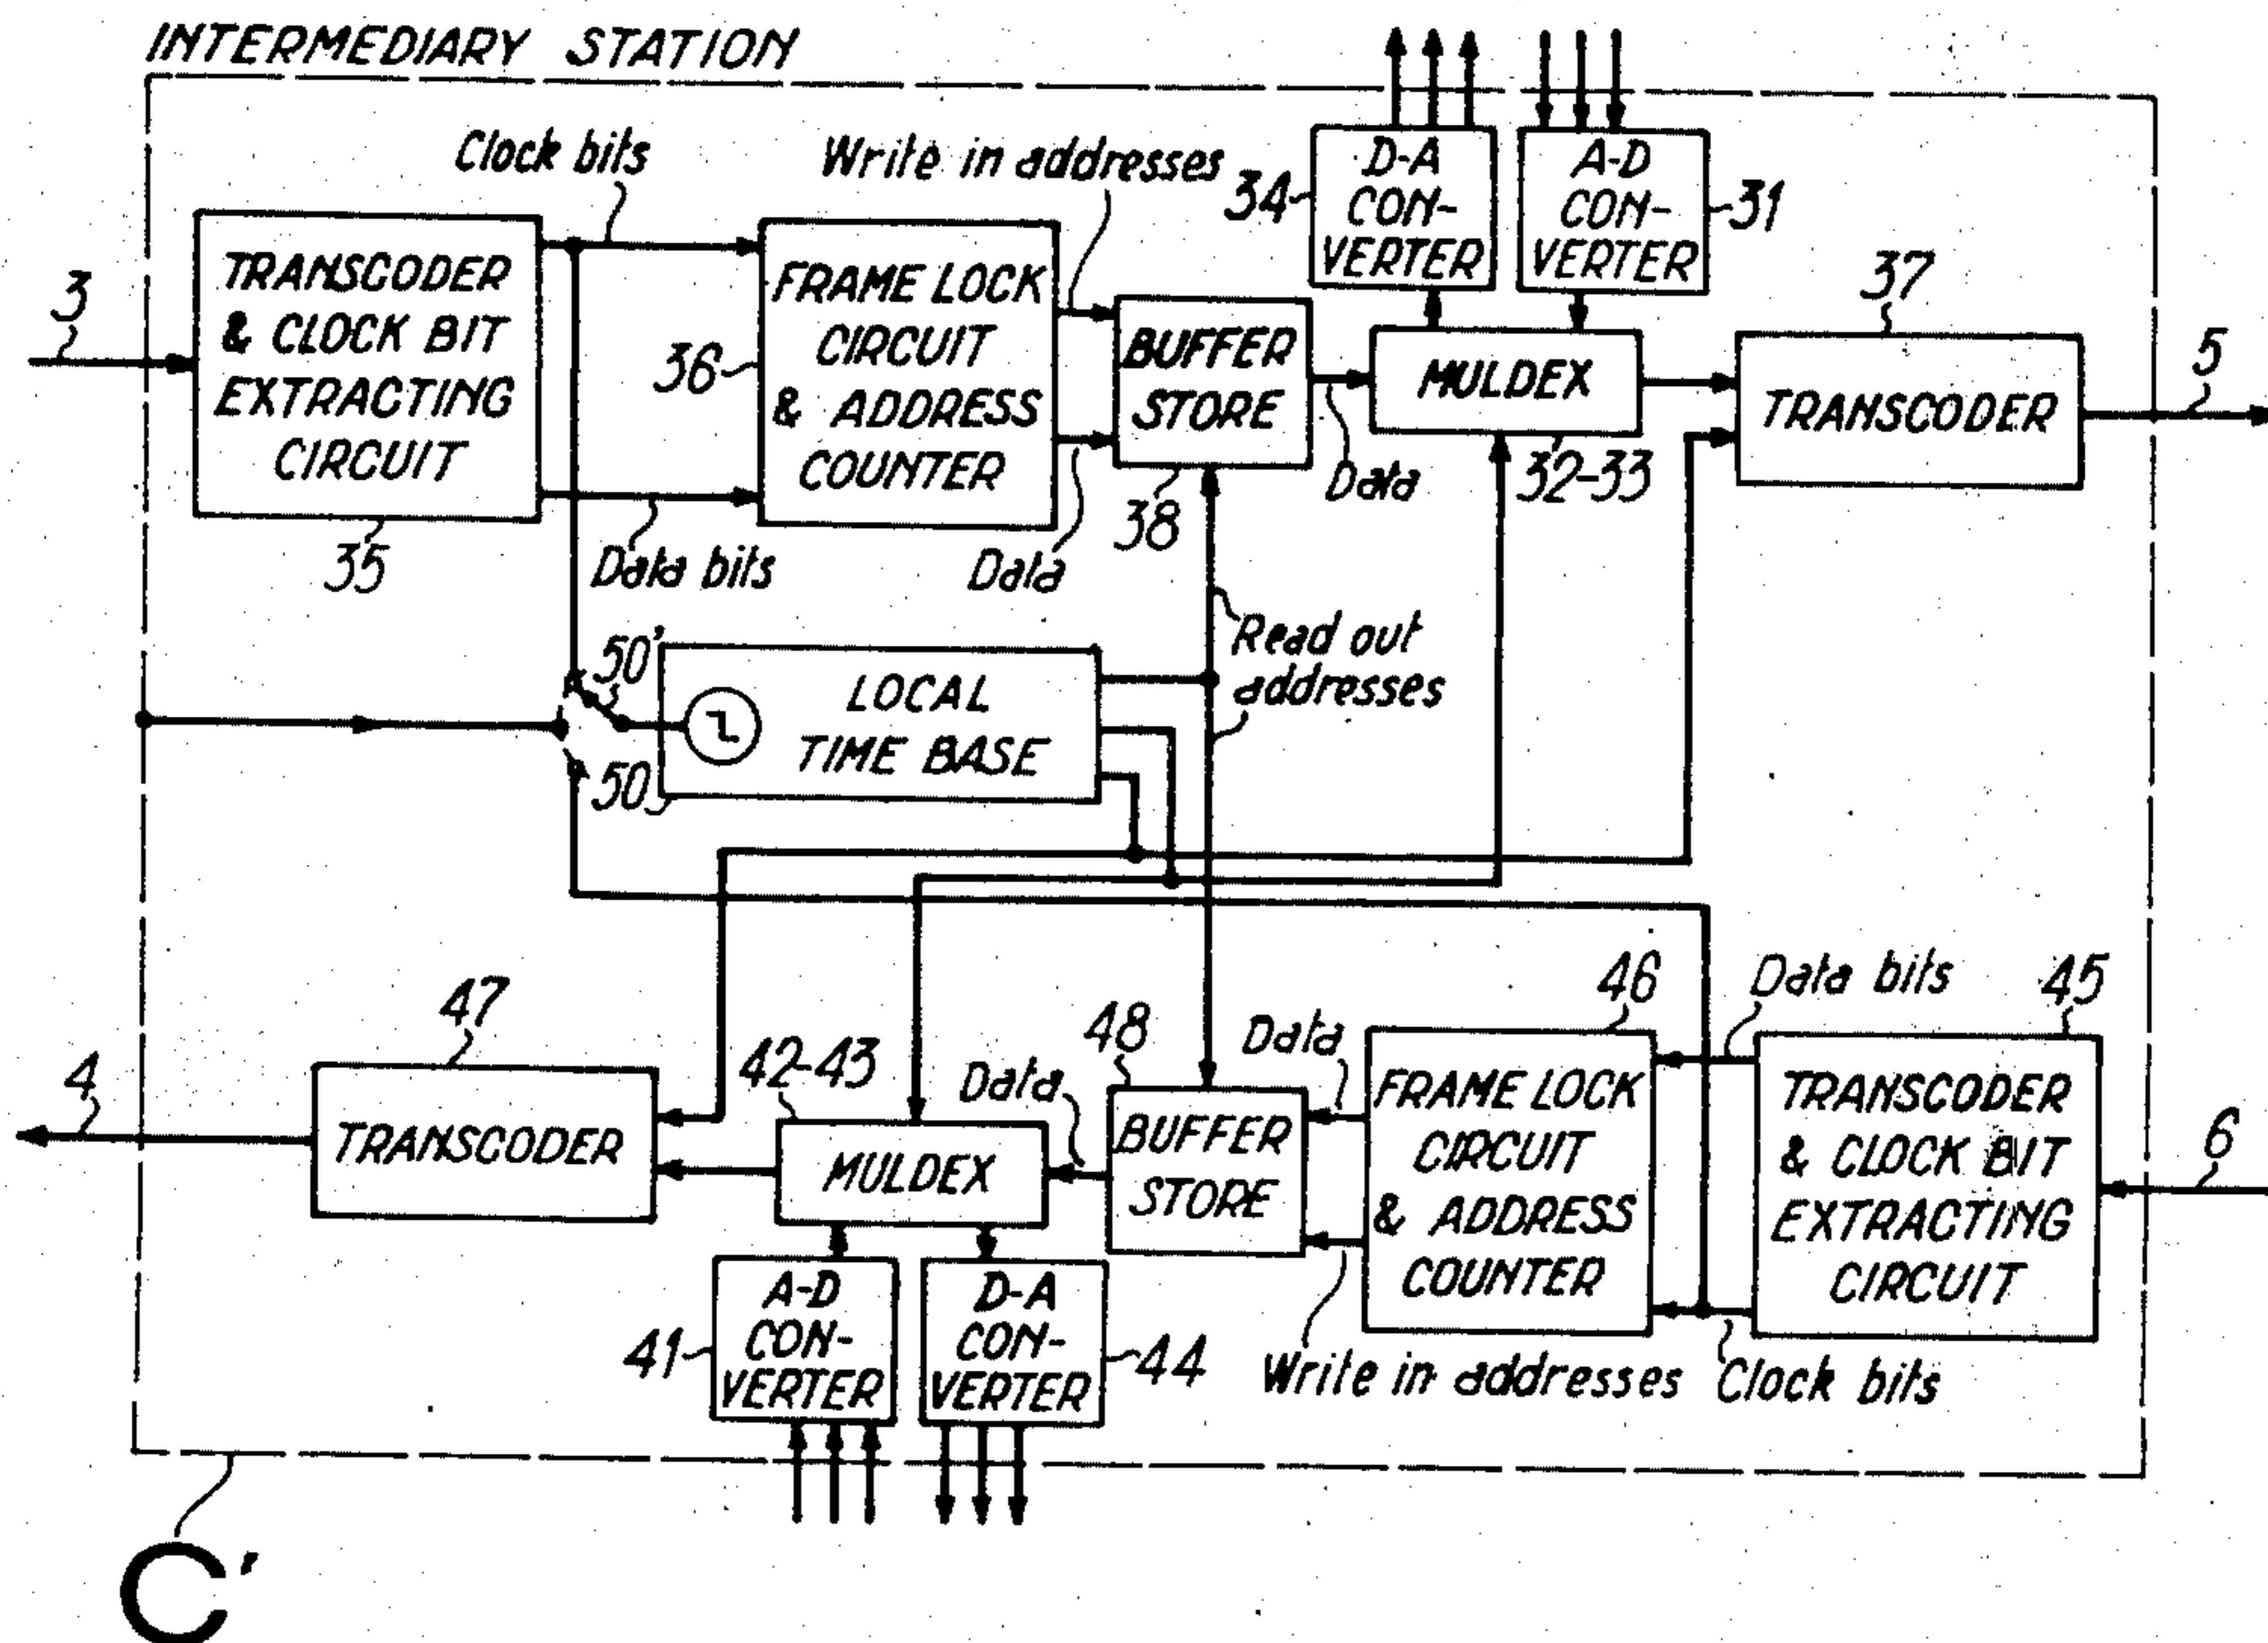 INTERMEDIARY STATION
Clock bits
Write in addresses
34
D-A
CON-
VERTER
A-D
CON-
VERTER
31
3
TRANSCODER
& CLOCK BIT
EXTRACTING
CIRCUIT
35
Data bits
36
FRAME LOCK
CIRCUIT
& ADDRESS
COUNTER
Data
BUFFER
STORE
38
Data
MULDEX
32-33
37
TRANSCODER
5
50'
LOCAL
TIME BASE
50
Read out
addresses
47
TRANSCODER
4
42-43
MULDEX
Data
48
BUFFER
STORE
Data
46
FRAME LOCK
CIRCUIT
& ADDRESS
COUNTER
Data bits
45
TRANSCODER
& CLOCK BIT
EXTRACTING
CIRCUIT
6
41
A-D
CON-
VERTER
D-A
CON-
VERTER
44
Write in addresses
Clock bits
C'